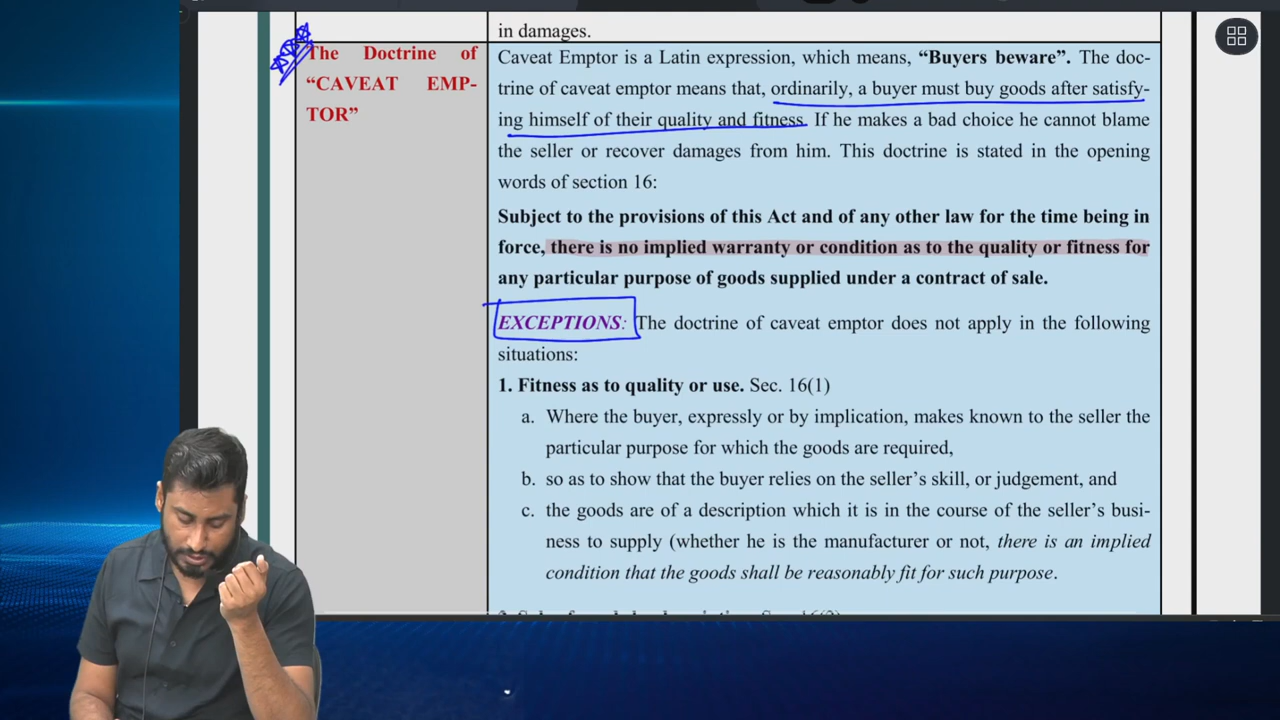 in damages.
The Doctrine of
“CAVEAT EMP-
TOR”
Caveat Emptor is a Latin expression, which means, “Buyers beware”. The doc-
trine of caveat emptor means that, ordinarily, a buyer must buy goods after satisfy-
ing himself of their quality and fitness. If he makes a bad choice he cannot blame
the seller or recover damages from him. This doctrine is stated in the opening
words of section 16:
Subject to the provisions of this Act and of any other law for the time being in
force, there is no implied warranty or condition as to the quality or fitness for
any particular purpose of goods supplied under a contract of sale.
EXCEPTIONS: The doctrine of caveat emptor does not apply in the following
situations:
1. Fitness as to quality or use. Sec. 16(1)
a. Where the buyer, expressly or by implication, makes known to the seller the
particular purpose for which the goods are required,
b. so as to show that the buyer relies on the seller’s skill, or judgement, and
c. the goods are of a description which it is in the course of the seller’s busi-
ness to supply (whether he is the manufacturer or not, there is an implied
condition that the goods shall be reasonably fit for such purpose.